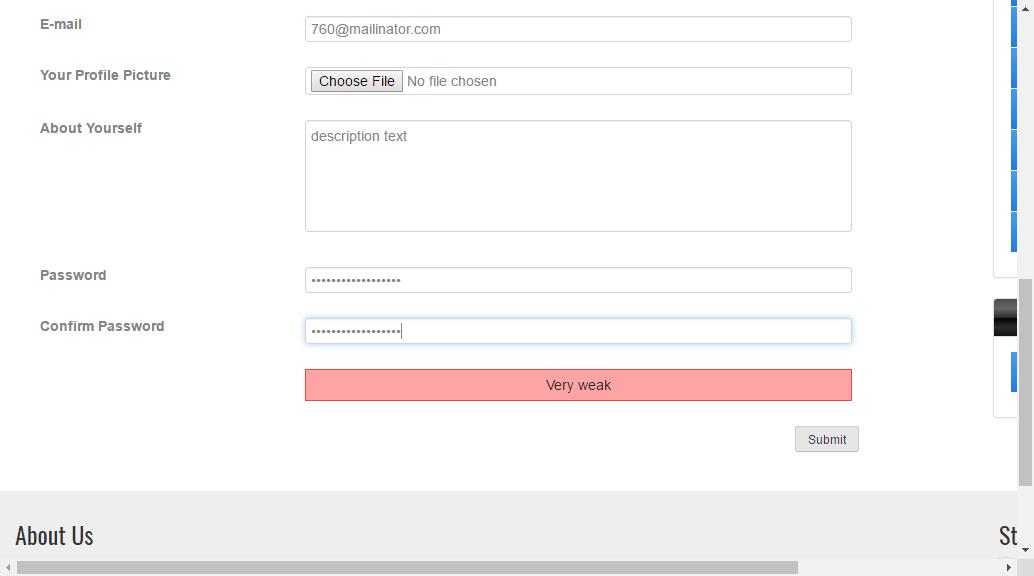 E-mail
760@mailinator.com
Your Profile Picture
Choose File No file chosen
About Yourself
description text
Password
••••••••••••••••••
Confirm Password
••••••••••••••••••
Very weak
Submit
About Us
St